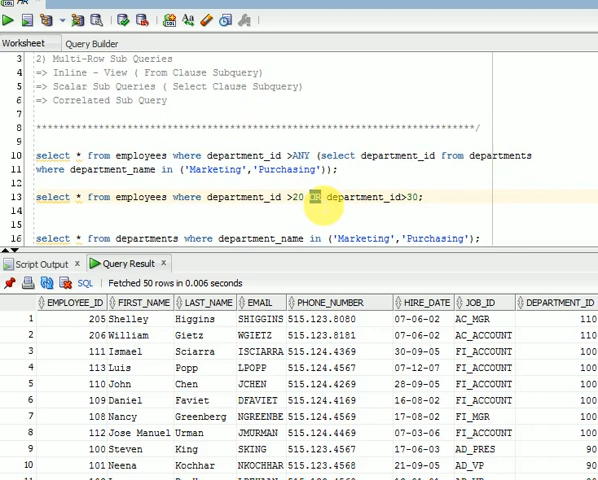 Worksheet Query Builder
3 2) Multi-Row Sub Queries
4 => Inline - View ( From Clause Subquery)
5 => Scalar Sub Queries ( Select Clause Subquery)
6 => Correlated Sub Query
7
8 *****************************************************************************/
9
10 select * from employees where department_id >ANY (select department_id from departments
11 where department_name in ('Marketing','Purchasing'));
12
13 select * from employees where department_id >20 OR department_id>30;
14
15
16 select * from departments where department_name in ('Marketing','Purchasing');
Script Output × Query Result ×
SQL | Fetched 50 rows in 0.006 seconds
EMPLOYEE_ID FIRST_NAME LAST_NAME EMAIL PHONE_NUMBER HIRE_DATE JOB_ID DEPARTMENT_ID
1 205 Shelley Higgins SHIGGINS 515.123.8080 07-06-02 AC_MGR 110
2 206 William Gietz WGIETZ 515.123.8181 07-06-02 AC_ACCOUNT 110
3 111 Ismael Sciarra ISCIARRA 515.124.4369 30-09-05 FI_ACCOUNT 100
4 113 Luis Popp LPOPP 515.124.4567 07-12-07 FI_ACCOUNT 100
5 110 John Chen JCHEN 515.124.4269 28-09-05 FI_ACCOUNT 100
6 109 Daniel Faviet DFAVIET 515.124.4169 16-08-02 FI_ACCOUNT 100
7 108 Nancy Greenberg NGREENBE 515.124.4569 17-08-02 FI_MGR 100
8 112 Jose Manuel Urman JMURMAN 515.124.4469 07-03-06 FI_ACCOUNT 100
9 100 Steven King SKING 515.123.4567 17-06-03 AD_PRES 90
10 101 Neena Kochhar NKOCHHAR 515.123.4568 21-09-05 AD_VP 90